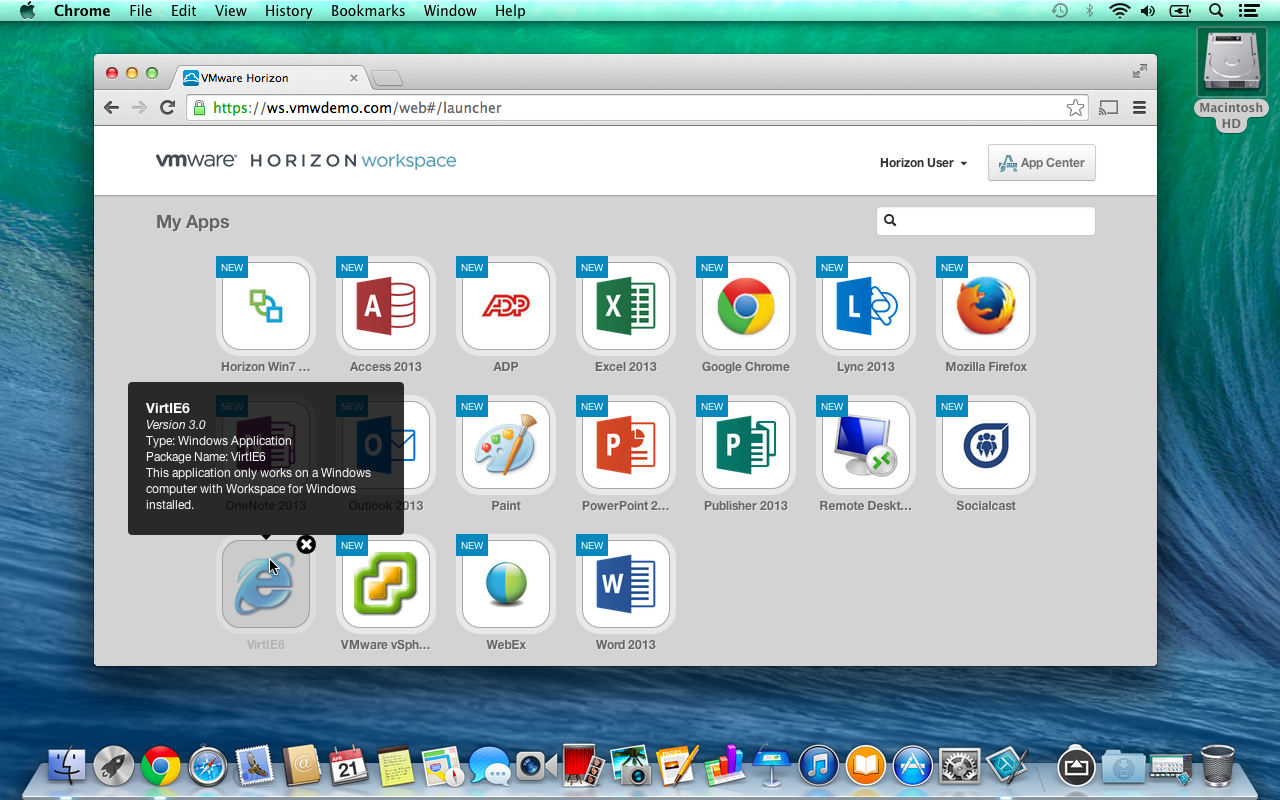 Chrome File Edit View History Bookmarks Window Help
Macintosh
HD
VMware Horizon
https://ws.vmwdemo.com/web#/launcher
vmware HORIZON workspace
Horizon User
App Center
My Apps
NEW NEW NEW NEW NEW NEW NEW
A ADP X L
Horizon Win7 ... Access 2013 ADP Excel 2013 Google Chrome Lync 2013 Mozilla Firefox
NEW NEW NEW NEW NEW NEW NEW
O P P
OneNote 2013 Outlook 2013 Paint PowerPoint 2... Publisher 2013 Remote Deskt... Socialcast
VirtIE6
Version 3.0
Type: Windows Application
Package Name: VirtIE6
This application only works on a Windows
computer with Workspace for Windows
installed.
NEW NEW NEW
W
VirtIE6 VMware vSph... WebEx Word 2013
APR
21
PAGES